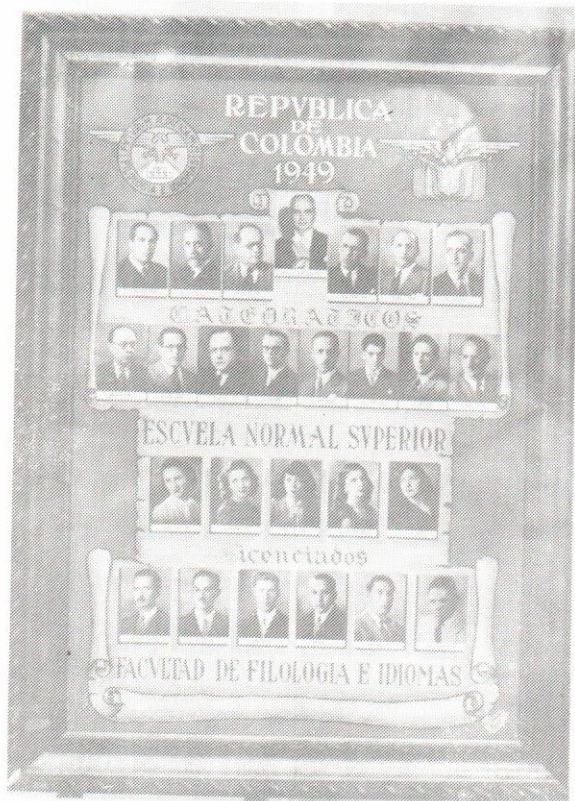 REPVBLICA
DE
COLOMBIA
1949
CATEDRATICOS
ESCVELA NORMAL SVPERIOR
Licenciados
FACVLTAD DE FILOLOGIA E IDIOMAS